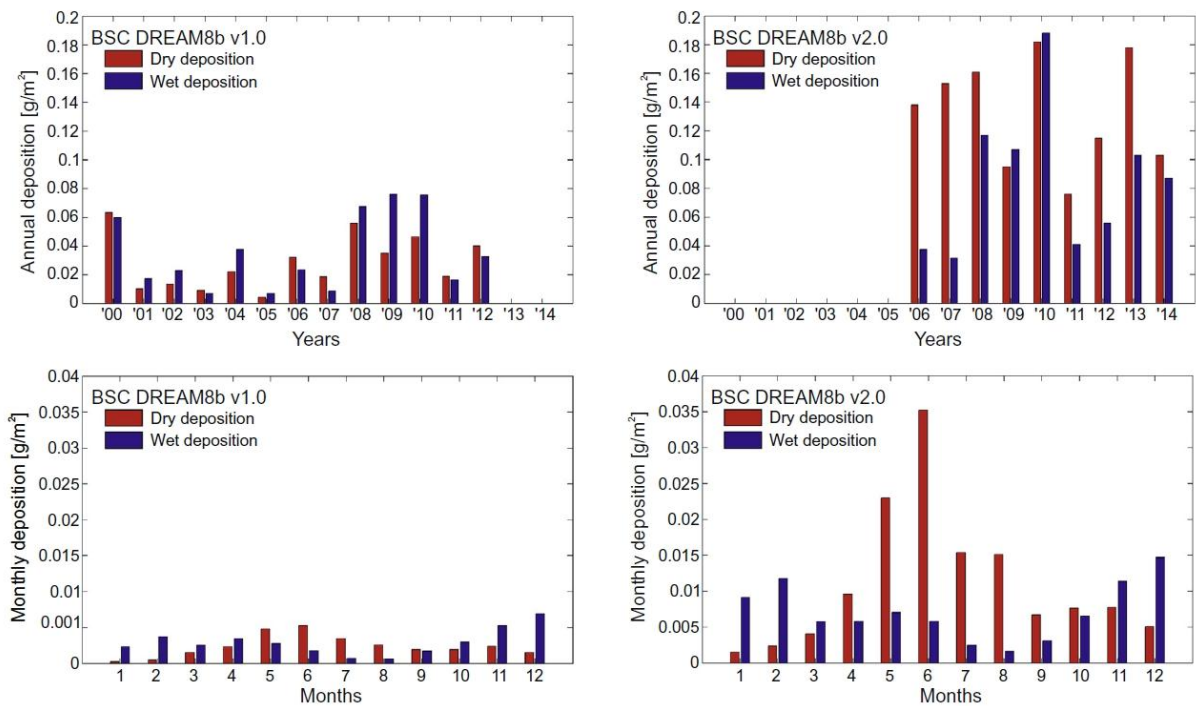 BSC DREAM8b v1.0
Dry deposition
Wet deposition
Annual deposition [g/m²]
0.2
0.18
0.16
0.14
0.12
0.1
0.08
0.06
0.04
0.02
0
'00 '01 '02 '03 '04 '05 '06 '07 '08 '09 '10 '11 '12 '13 '14
Years
BSC DREAM8b v2.0
Dry deposition
Wet deposition
Annual deposition [g/m²]
0.2
0.18
0.16
0.14
0.12
0.1
0.08
0.06
0.04
0.02
0
'00 '01 '02 '03 '04 '05 '06 '07 '08 '09 '10 '11 '12 '13 '14
Years
BSC DREAM8b v1.0
Dry deposition
Wet deposition
Monthly deposition [g/m²]
0.04
0.035
0.03
0.025
0.02
0.015
0.01
0.001
0
1 2 3 4 5 6 7 8 9 10 11 12
Months
BSC DREAM8b v2.0
Dry deposition
Wet deposition
Monthly deposition [g/m²]
0.04
0.035
0.03
0.025
0.02
0.015
0.01
0.005
0
1 2 3 4 5 6 7 8 9 10 11 12
Months